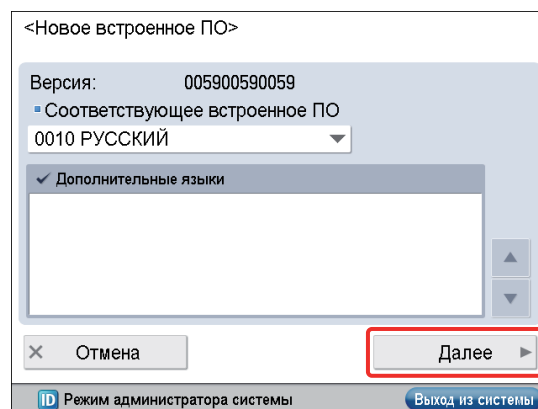 <Новое встроенное ПО>
Версия: 005900590059
Соответствующее встроенное ПО
0010 РУССКИЙ
Дополнительные языки
Отмена
Далее
ID Режим администратора системы
Выход из системы